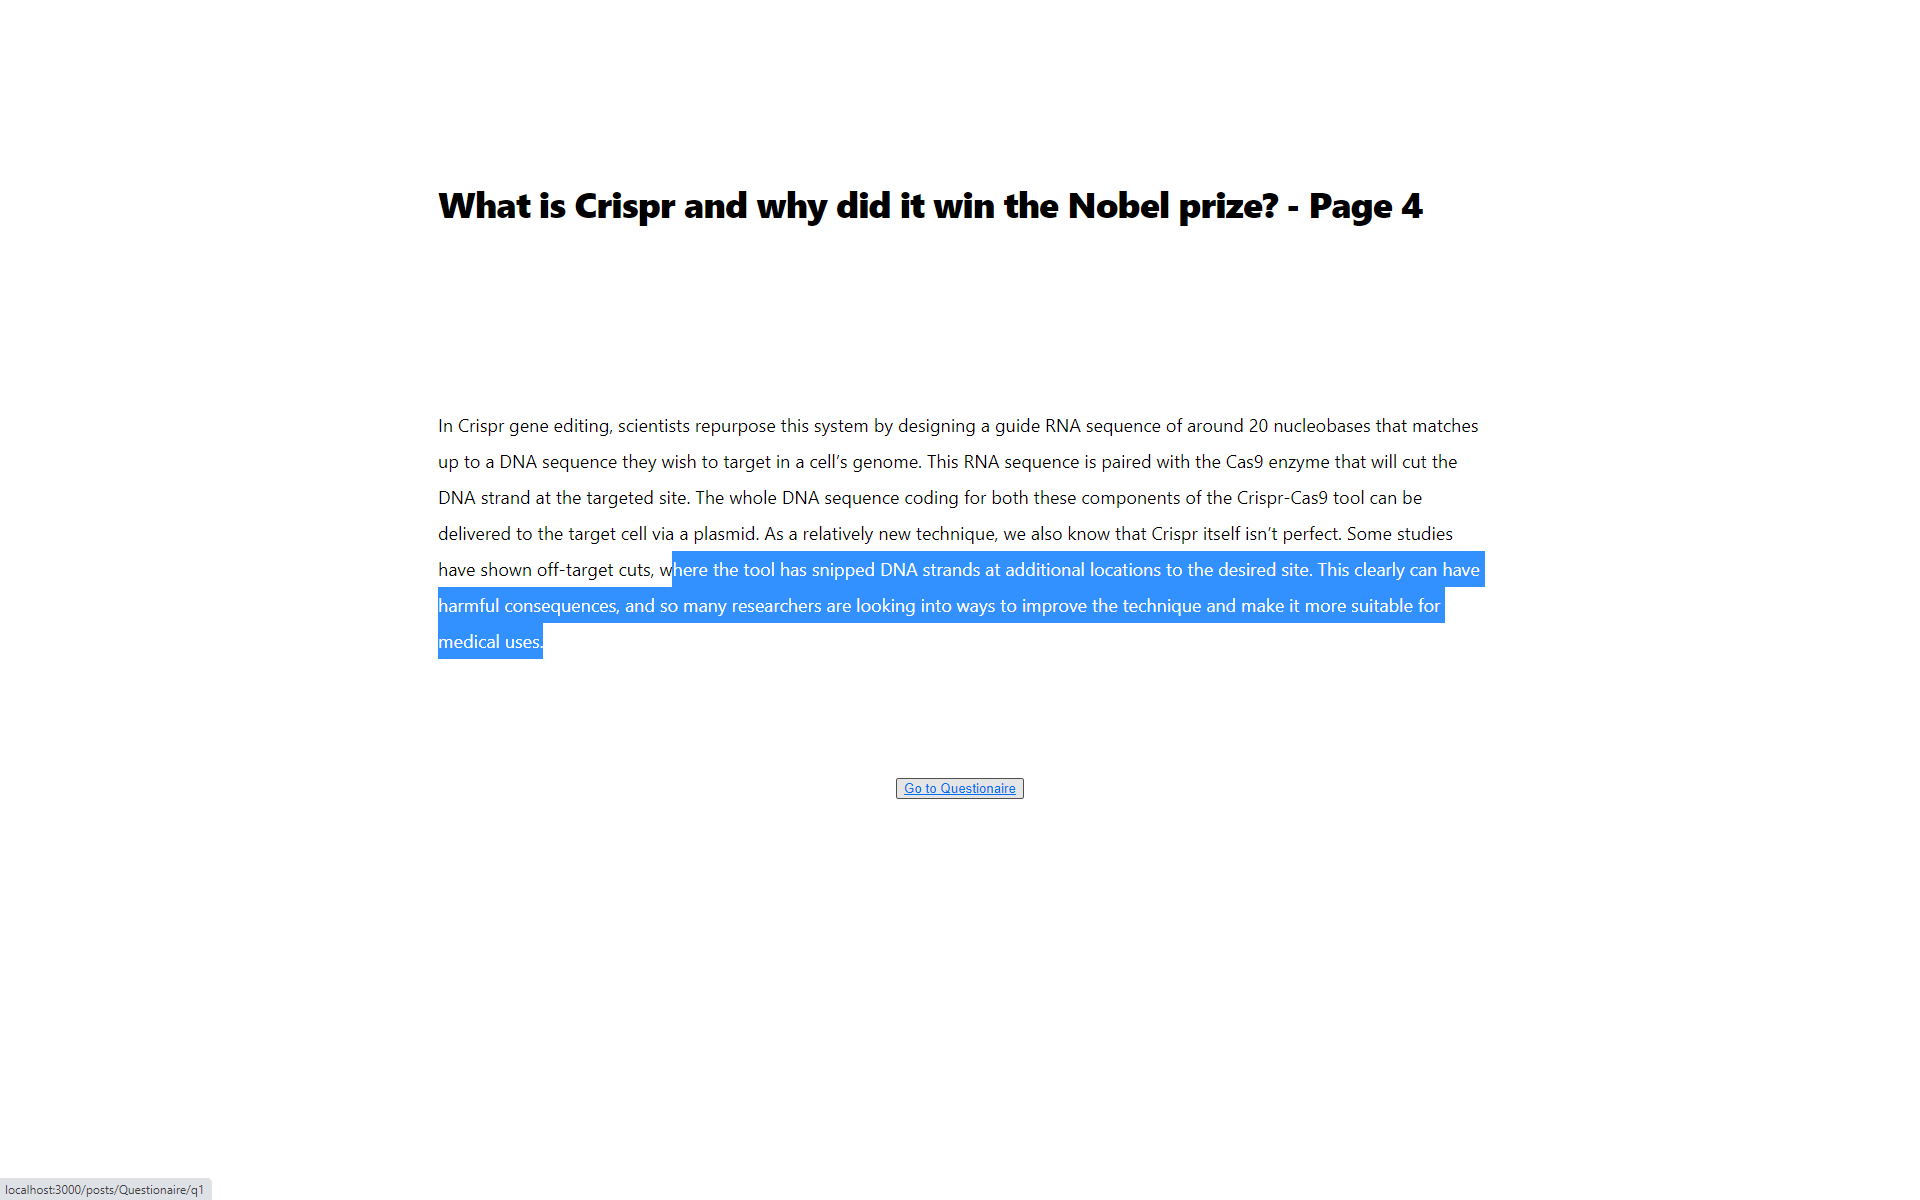 What is Crispr and why did it win the Nobel prize? - Page 4
In Crispr gene editing, scientists repurpose this system by designing a guide RNA sequence of around 20 nucleobases that matches
up to a DNA sequence they wish to target in a cell’s genome. This RNA sequence is paired with the Cas9 enzyme that will cut the
DNA strand at the targeted site. The whole DNA sequence coding for both these components of the Crispr-Cas9 tool can be
delivered to the target cell via a plasmid. As a relatively new technique, we also know that Crispr itself isn’t perfect. Some studies
have shown off-target cuts, where the tool has snipped DNA strands at additional locations to the desired site. This clearly can have
harmful consequences, and so many researchers are looking into ways to improve the technique and make it more suitable for
medical uses.
Go to Questionaire
localhost:3000/posts/Questionaire/q1